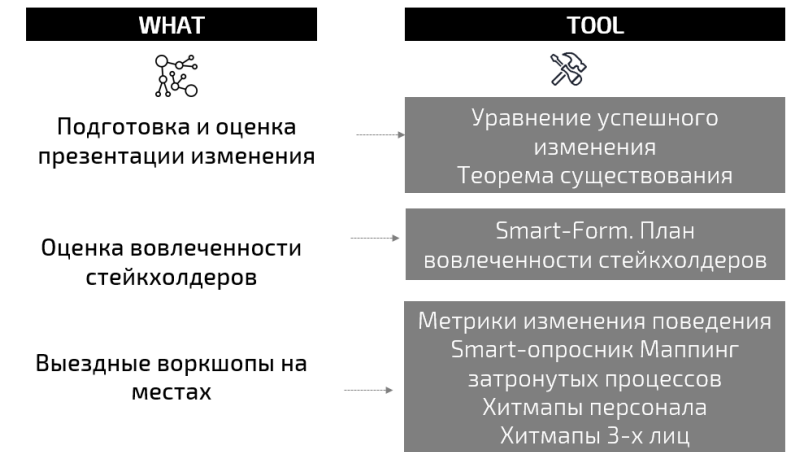 WHAT
TOOL
Подготовка и оценка
презентации изменения
Уравнение успешного
изменения
Теорема существования
Оценка вовлеченности
стейкхолдеров
Smart-Form. План
вовлеченности стейкхолдеров
Выездные воркшопы на
местах
Метрики изменения поведения
Smart-опросник Маппинг
затронутых процессов
Хитмапы персонала
Хитмапы 3-х лиц